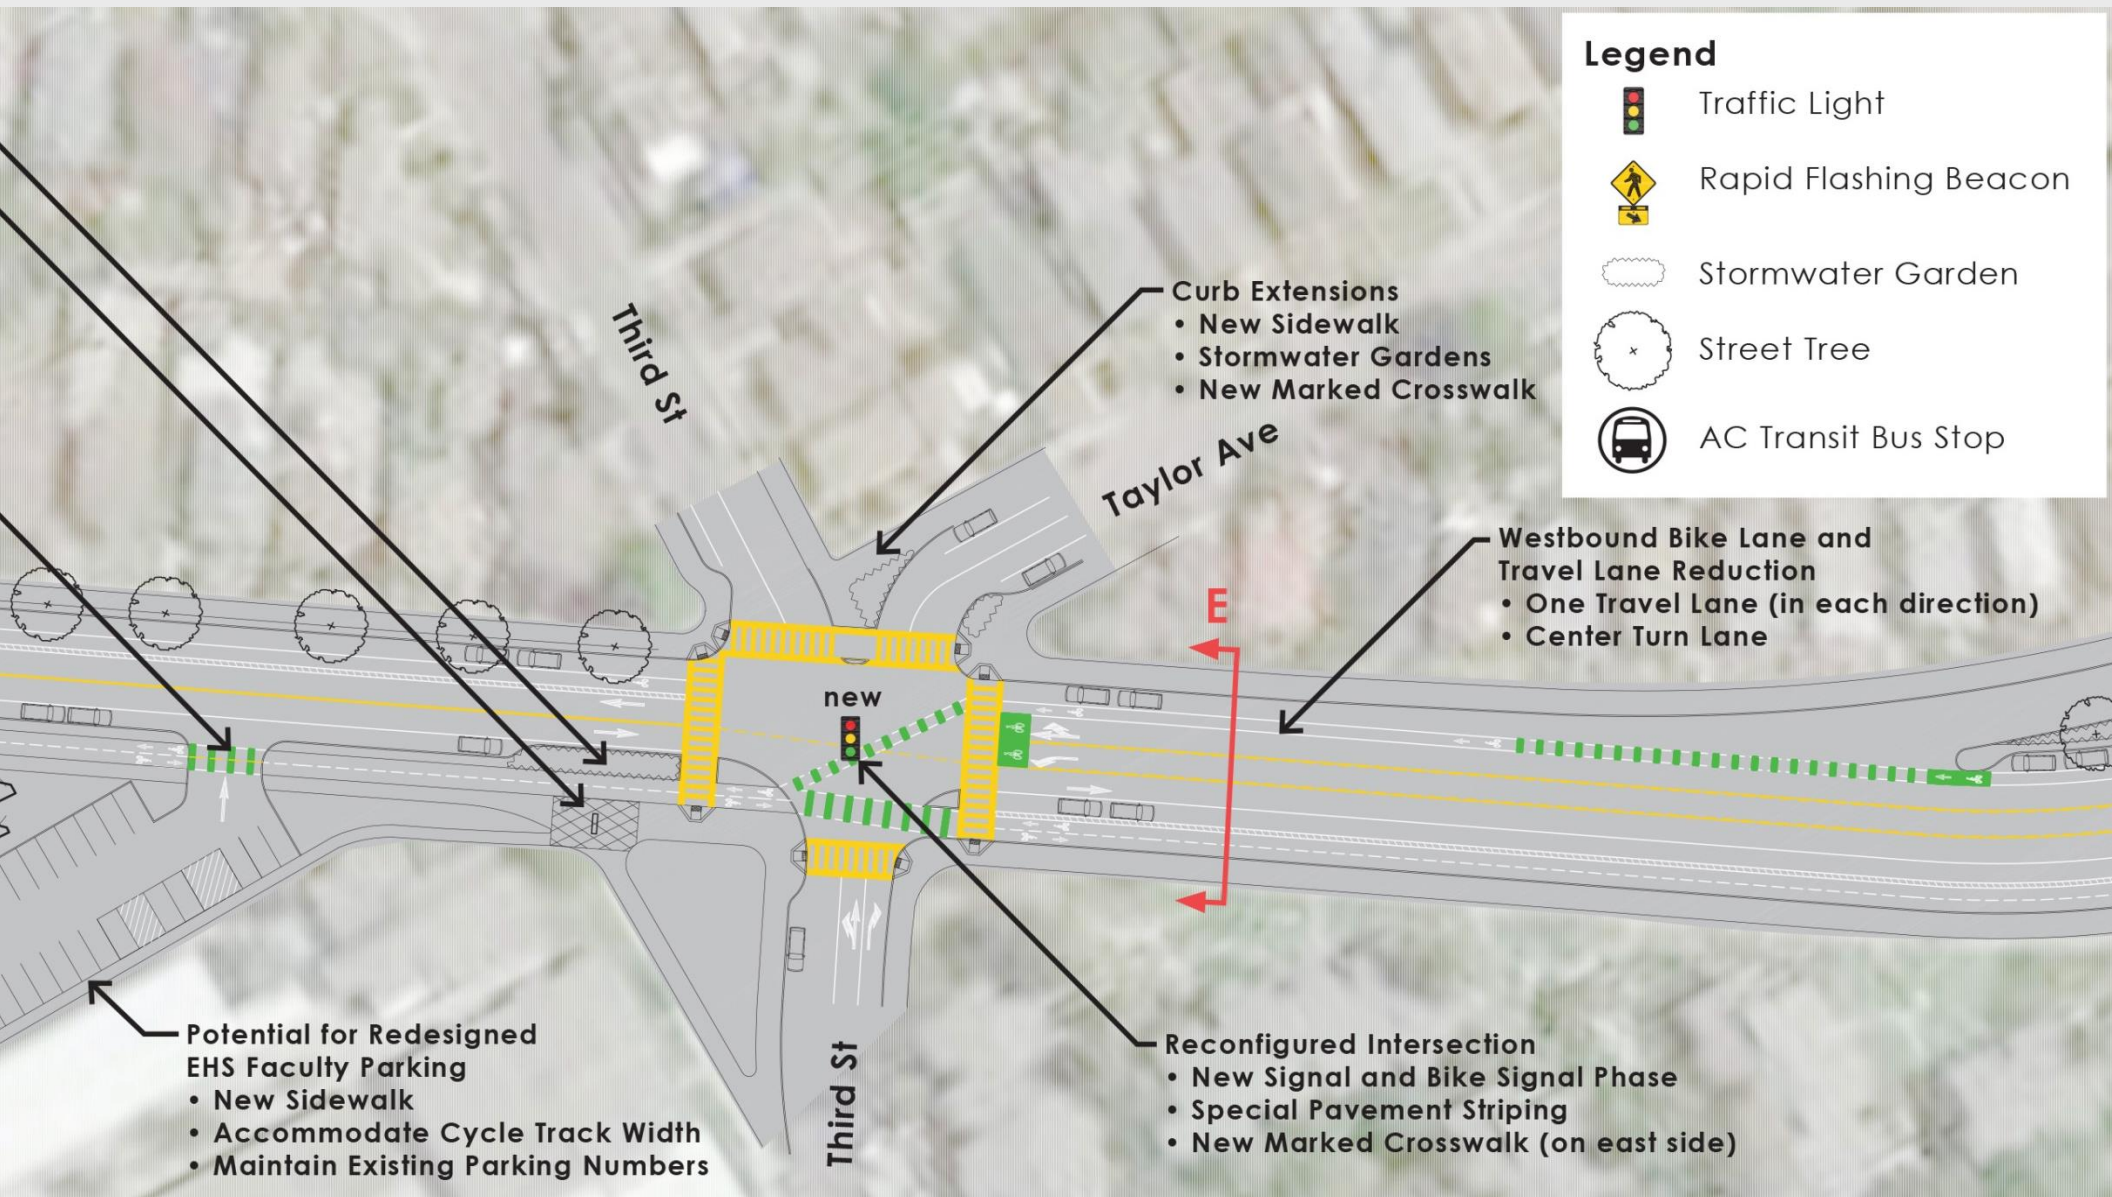 Legend
Traffic Light
Rapid Flashing Beacon
Stormwater Garden
Street Tree
AC Transit Bus Stop
Third St
Curb Extensions
• New Sidewalk
• Stormwater Gardens
• New Marked Crosswalk
Taylor Ave
Westbound Bike Lane and
Travel Lane Reduction
• One Travel Lane (in each direction)
• Center Turn Lane
E
new
Potential for Redesigned
EHS Faculty Parking
• New Sidewalk
• Accommodate Cycle Track Width
• Maintain Existing Parking Numbers
Third St
Reconfigured Intersection
• New Signal and Bike Signal Phase
• Special Pavement Striping
• New Marked Crosswalk (on east side)